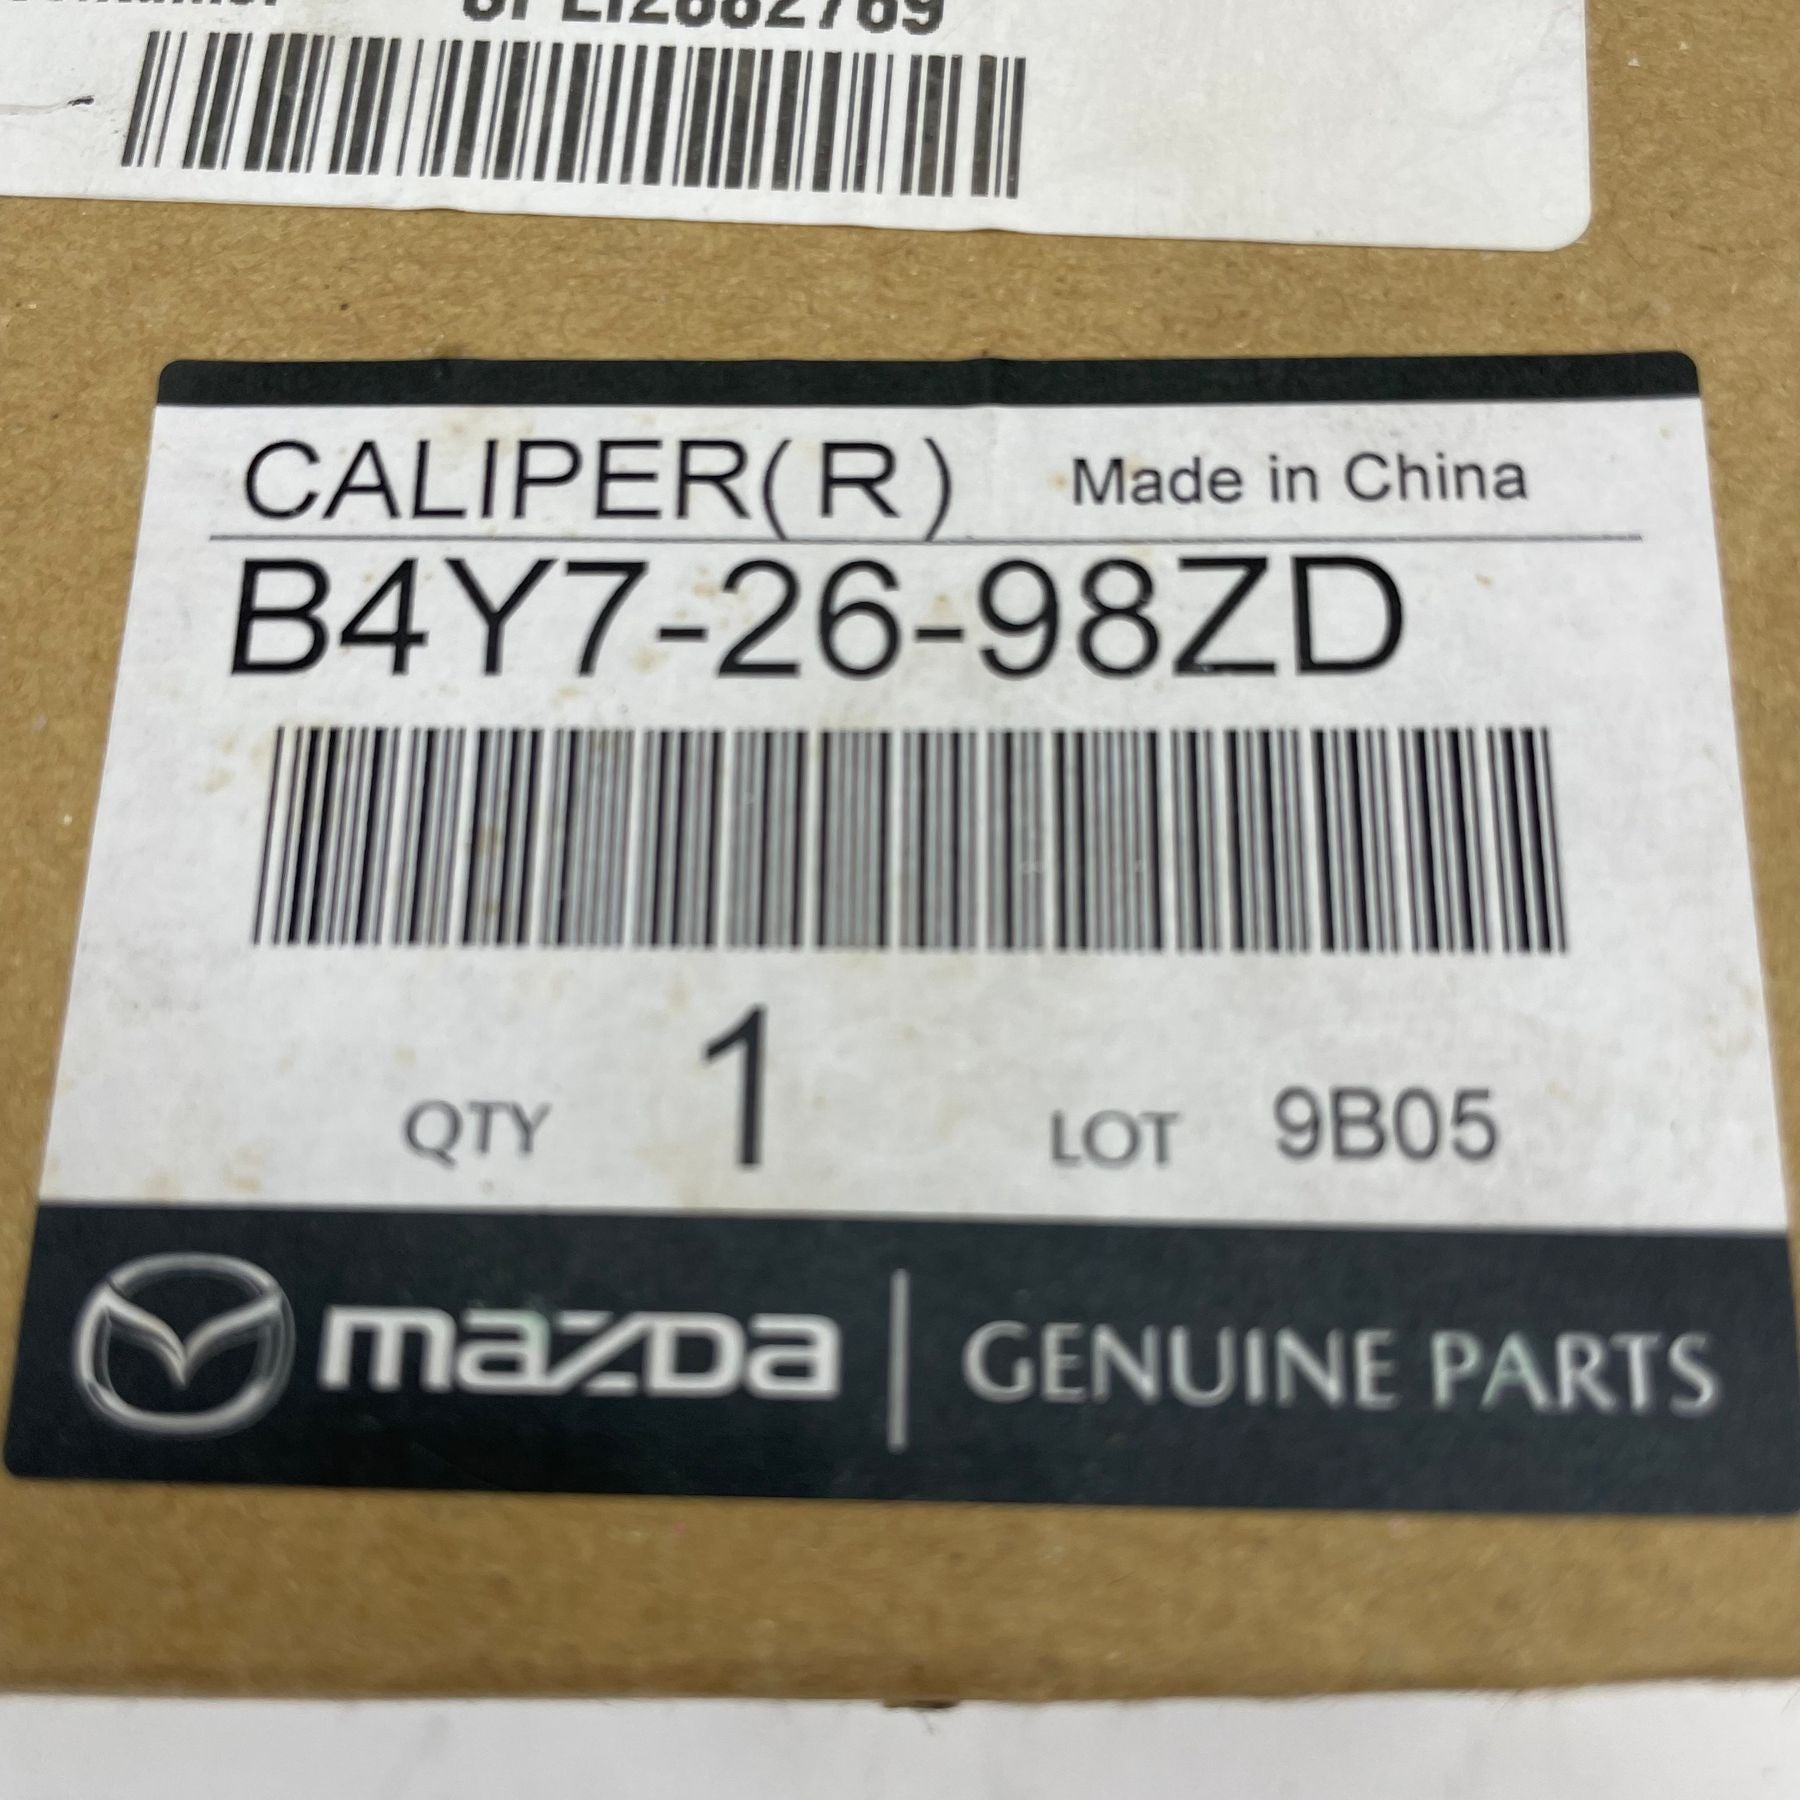 CALIPER(R) Made in China
B4Y7-26-98ZD
QTY 1 LOT 9B05
mazda | GENUINE PARTS